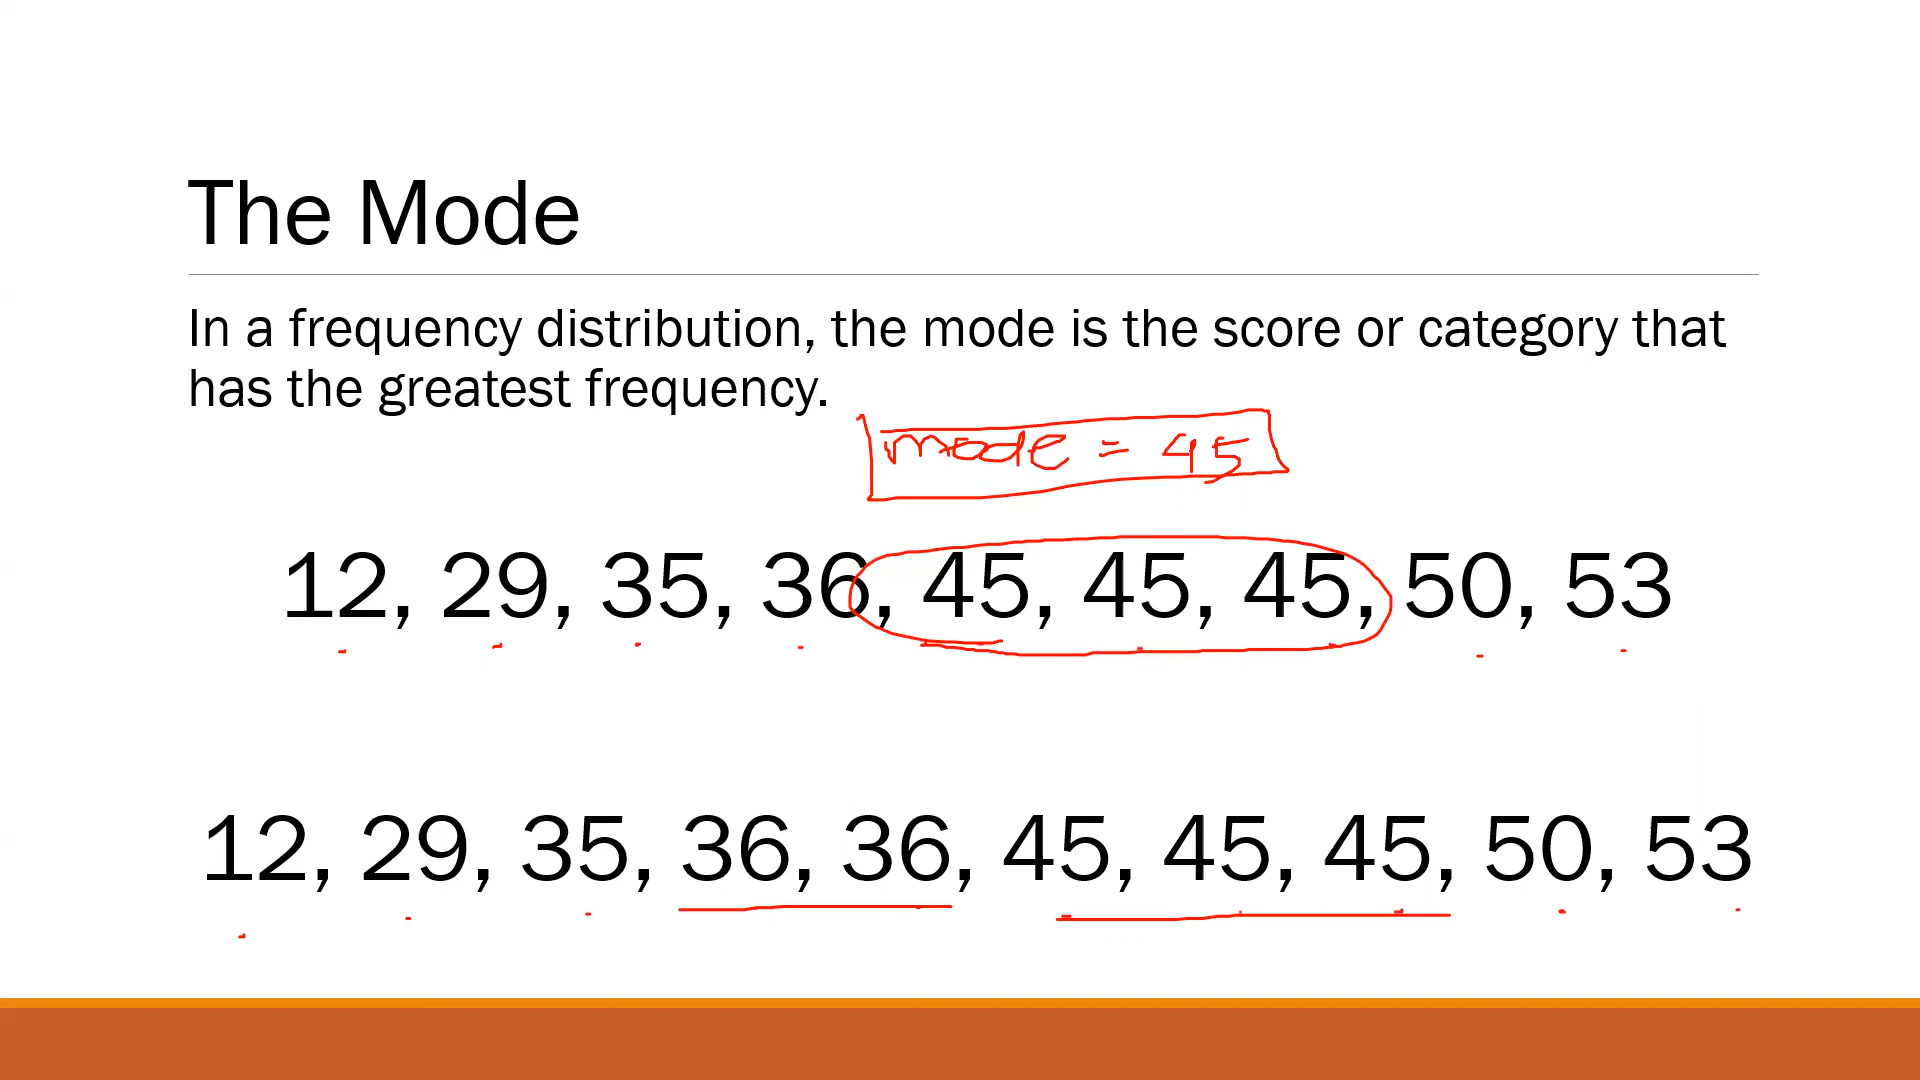 The Mode
In a frequency distribution, the mode is the score or category that
has the greatest frequency.
mode = 45
12, 29, 35, 36, 45, 45, 45, 50, 53
12, 29, 35, 36, 36, 45, 45, 45, 50, 53